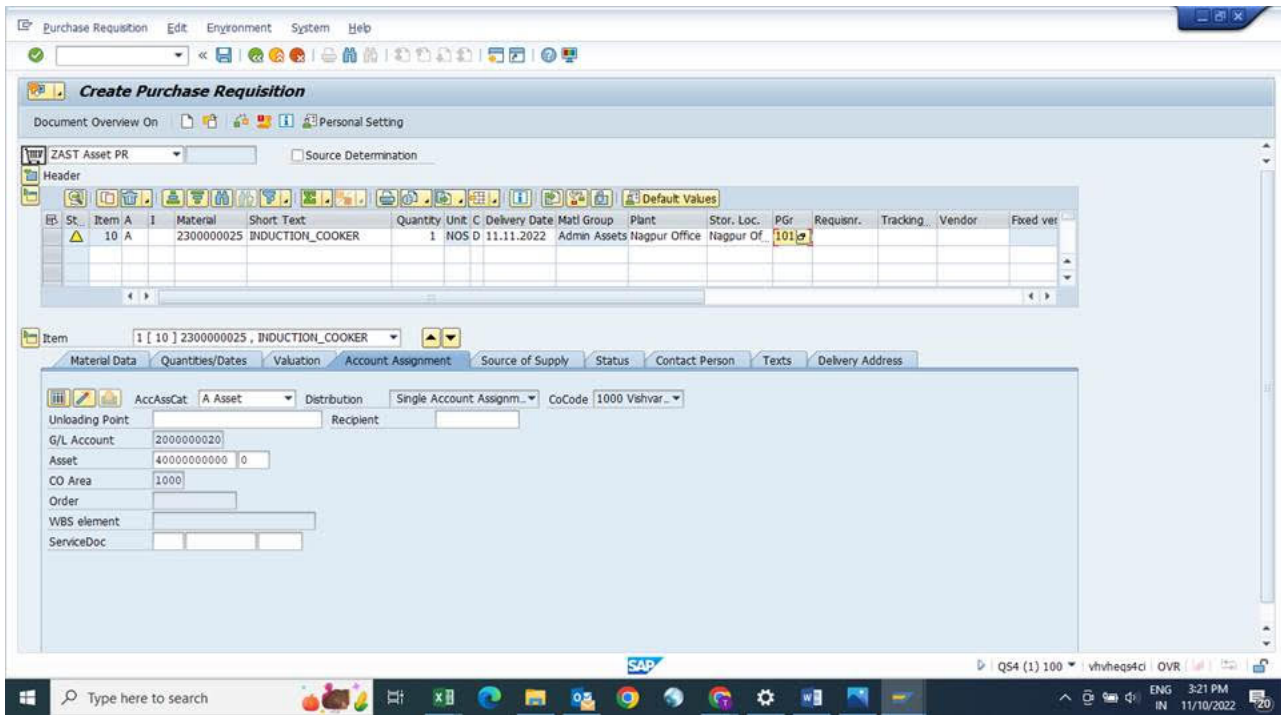 Purchase Requisition Edit Environment System Help
Create Purchase Requisition
Document Overview On Personal Setting
ZAST Asset PR Source Determination
Header
Default Values
St... Item A I Material Short Text Quantity Unit C Delivery Date Matl Group Plant Stor. Loc. PGr Requisnr. Tracking... Vendor Fixed ven
10 A 2300000025 INDUCTION_COOKER 1 NOS D 11.11.2022 Admin Assets Nagpur Office Nagpur Of... 101
Item 1 [ 10 ] 2300000025 , INDUCTION_COOKER
Material Data Quantities/Dates Valuation Account Assignment Source of Supply Status Contact Person Texts Delivery Address
AccAssCat A Asset Distribution Single Account Assignm... CoCode 1000 Vishvar...
Unloading Point Recipient
G/L Account 2000000020
Asset 40000000000 0
CO Area 1000
Order
WBS element
ServiceDoc
SAP QS4 (1) 100 vhvheqs4ci OVR
Type here to search ENG 3:21 PM
IN 11/10/2022 20